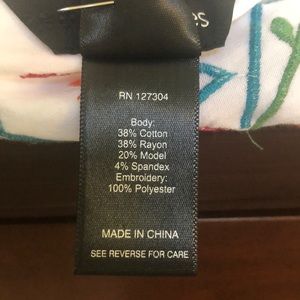 RN 127304
Body:
38% Cotton
38% Rayon
20% Model
4% Spandex
Embroidery:
100% Polyester
MADE IN CHINA
SEE REVERSE FOR CARE